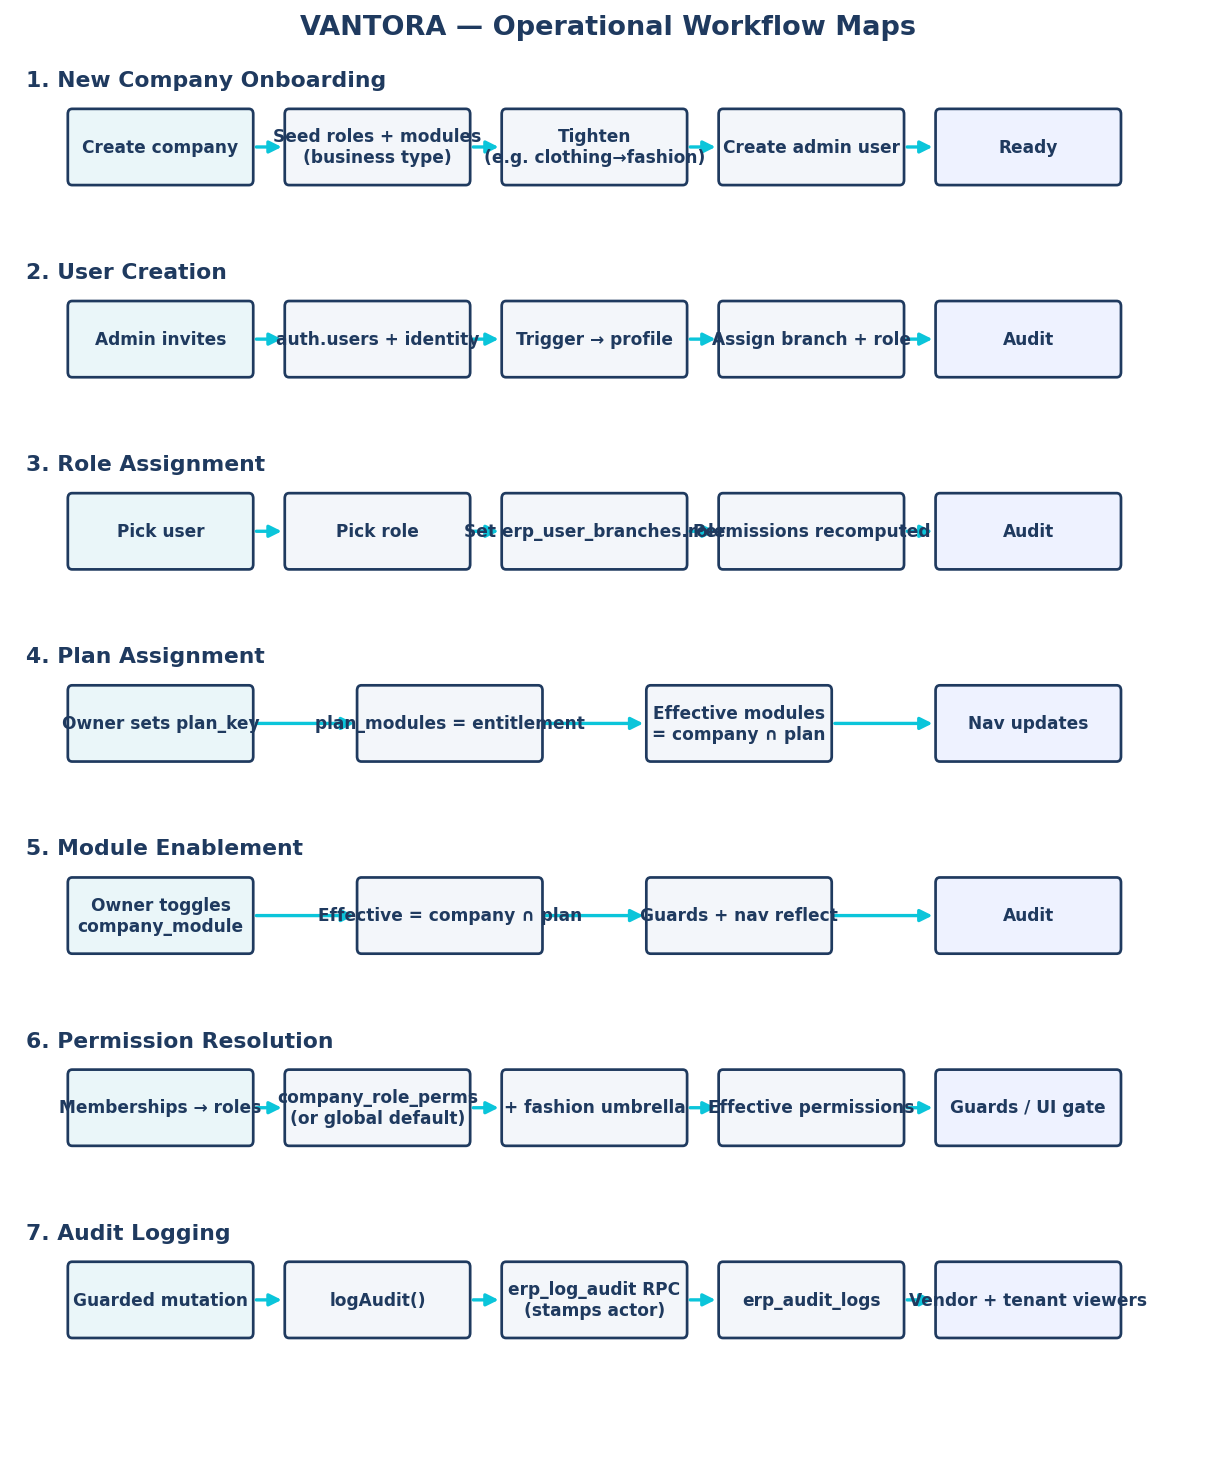 VANTORA — Operational Workflow Maps
1. New Company Onboarding
Create company
Seed roles + modules
(business type)
Tighten
(e.g. clothing→fashion)
Create admin user
Ready
2. User Creation
Admin invites
auth.users + identity
Trigger → profile
Assign branch + role
Audit
3. Role Assignment
Pick user
Pick role
Set erp_user_branches.role
Permissions recomputed
Audit
4. Plan Assignment
Owner sets plan_key
plan_modules = entitlement
Effective modules
= company ∩ plan
Nav updates
5. Module Enablement
Owner toggles
company_module
Effective = company ∩ plan
Guards + nav reflect
Audit
6. Permission Resolution
Memberships → roles
company_role_perms
(or global default)
+ fashion umbrella
Effective permissions
Guards / UI gate
7. Audit Logging
Guarded mutation
logAudit()
erp_log_audit RPC
(stamps actor)
erp_audit_logs
Vendor + tenant viewers